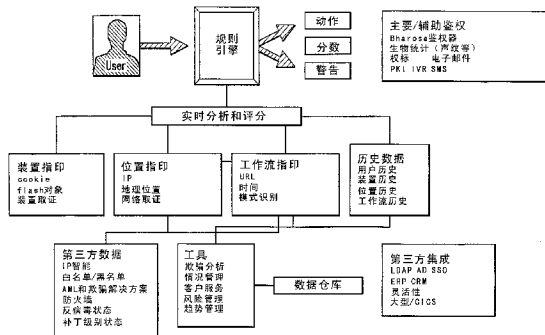 User
规则
引擎
动作
分数
警告
主要/辅助鉴权
Bharosa鉴权器
生物统计（声纹等）
权标 电子邮件
PKI IVR SMS
实时分析和评分
装置指印
cookie
flash对象
装置取证
位置指印
IP
地理位置
网络取证
工作流指印
URL
时间
模式识别
历史数据
用户历史
装置历史
位置历史
工作流历史
第三方数据
IP智能
白名单/黑名单
AML和欺骗解决方案
防火墙
反病毒状态
补丁级别状态
工具
欺骗分析
情况管理
客户服务
风险管理
趋势管理
数据仓库
第三方集成
LDAP AD SSO
ERP CRM
灵活性
大型/CICS